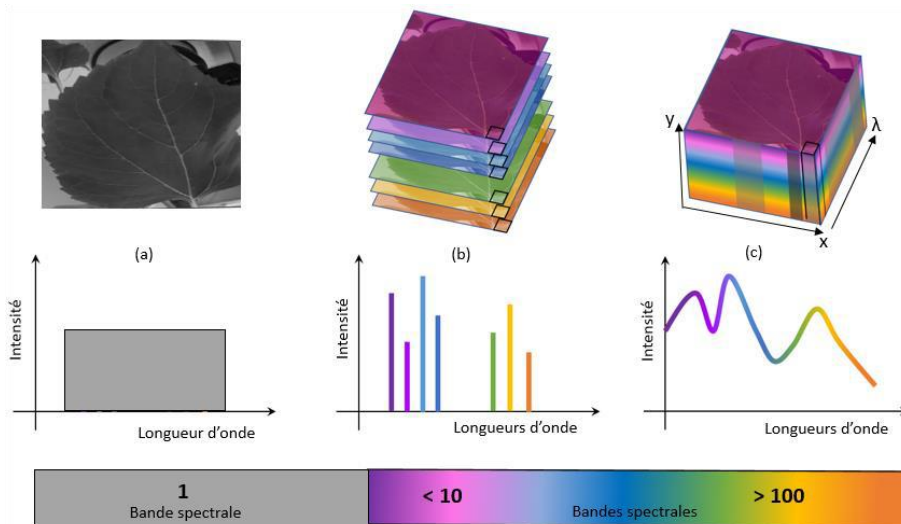 y
λ
x
(a)
(b)
(c)
Intensité
Longueur d'onde
Intensité
Longueurs d'onde
Intensité
Longueurs d'onde
1
Bande spectrale
< 10
Bandes spectrales
> 100